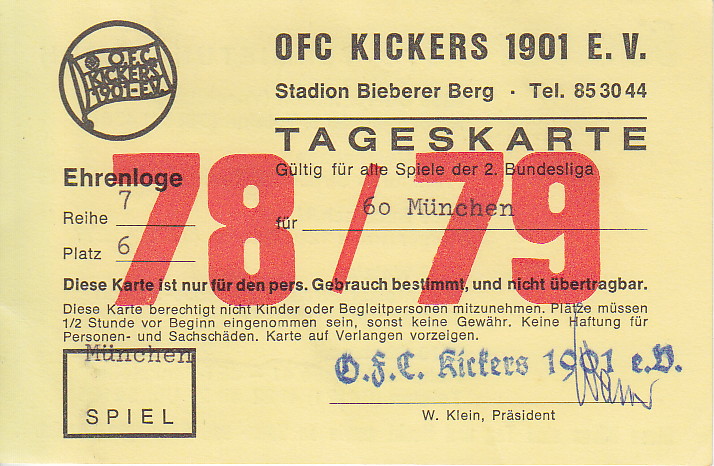 O.F.C.
KICKERS
1901-E.V.
OFC KICKERS 1901 E. V.
Stadion Bieberer Berg · Tel. 85 30 44
TAGESKARTE
Gültig für alle Spiele der 2. Bundesliga
78/79
Ehrenloge
Reihe 7
Platz 6
für 60 München
Diese Karte ist nur für den pers. Gebrauch bestimmt, und nicht übertragbar.
Diese Karte berechtigt nicht Kinder oder Begleitpersonen mitzunehmen. Plätze müssen
1/2 Stunde vor Beginn eingenommen sein, sonst keine Gewähr. Keine Haftung für
Personen- und Sachschäden. Karte auf Verlangen vorzeigen.
München
SPIEL
O.F.C. Kickers 1901 e.V.
W. Klein, Präsident